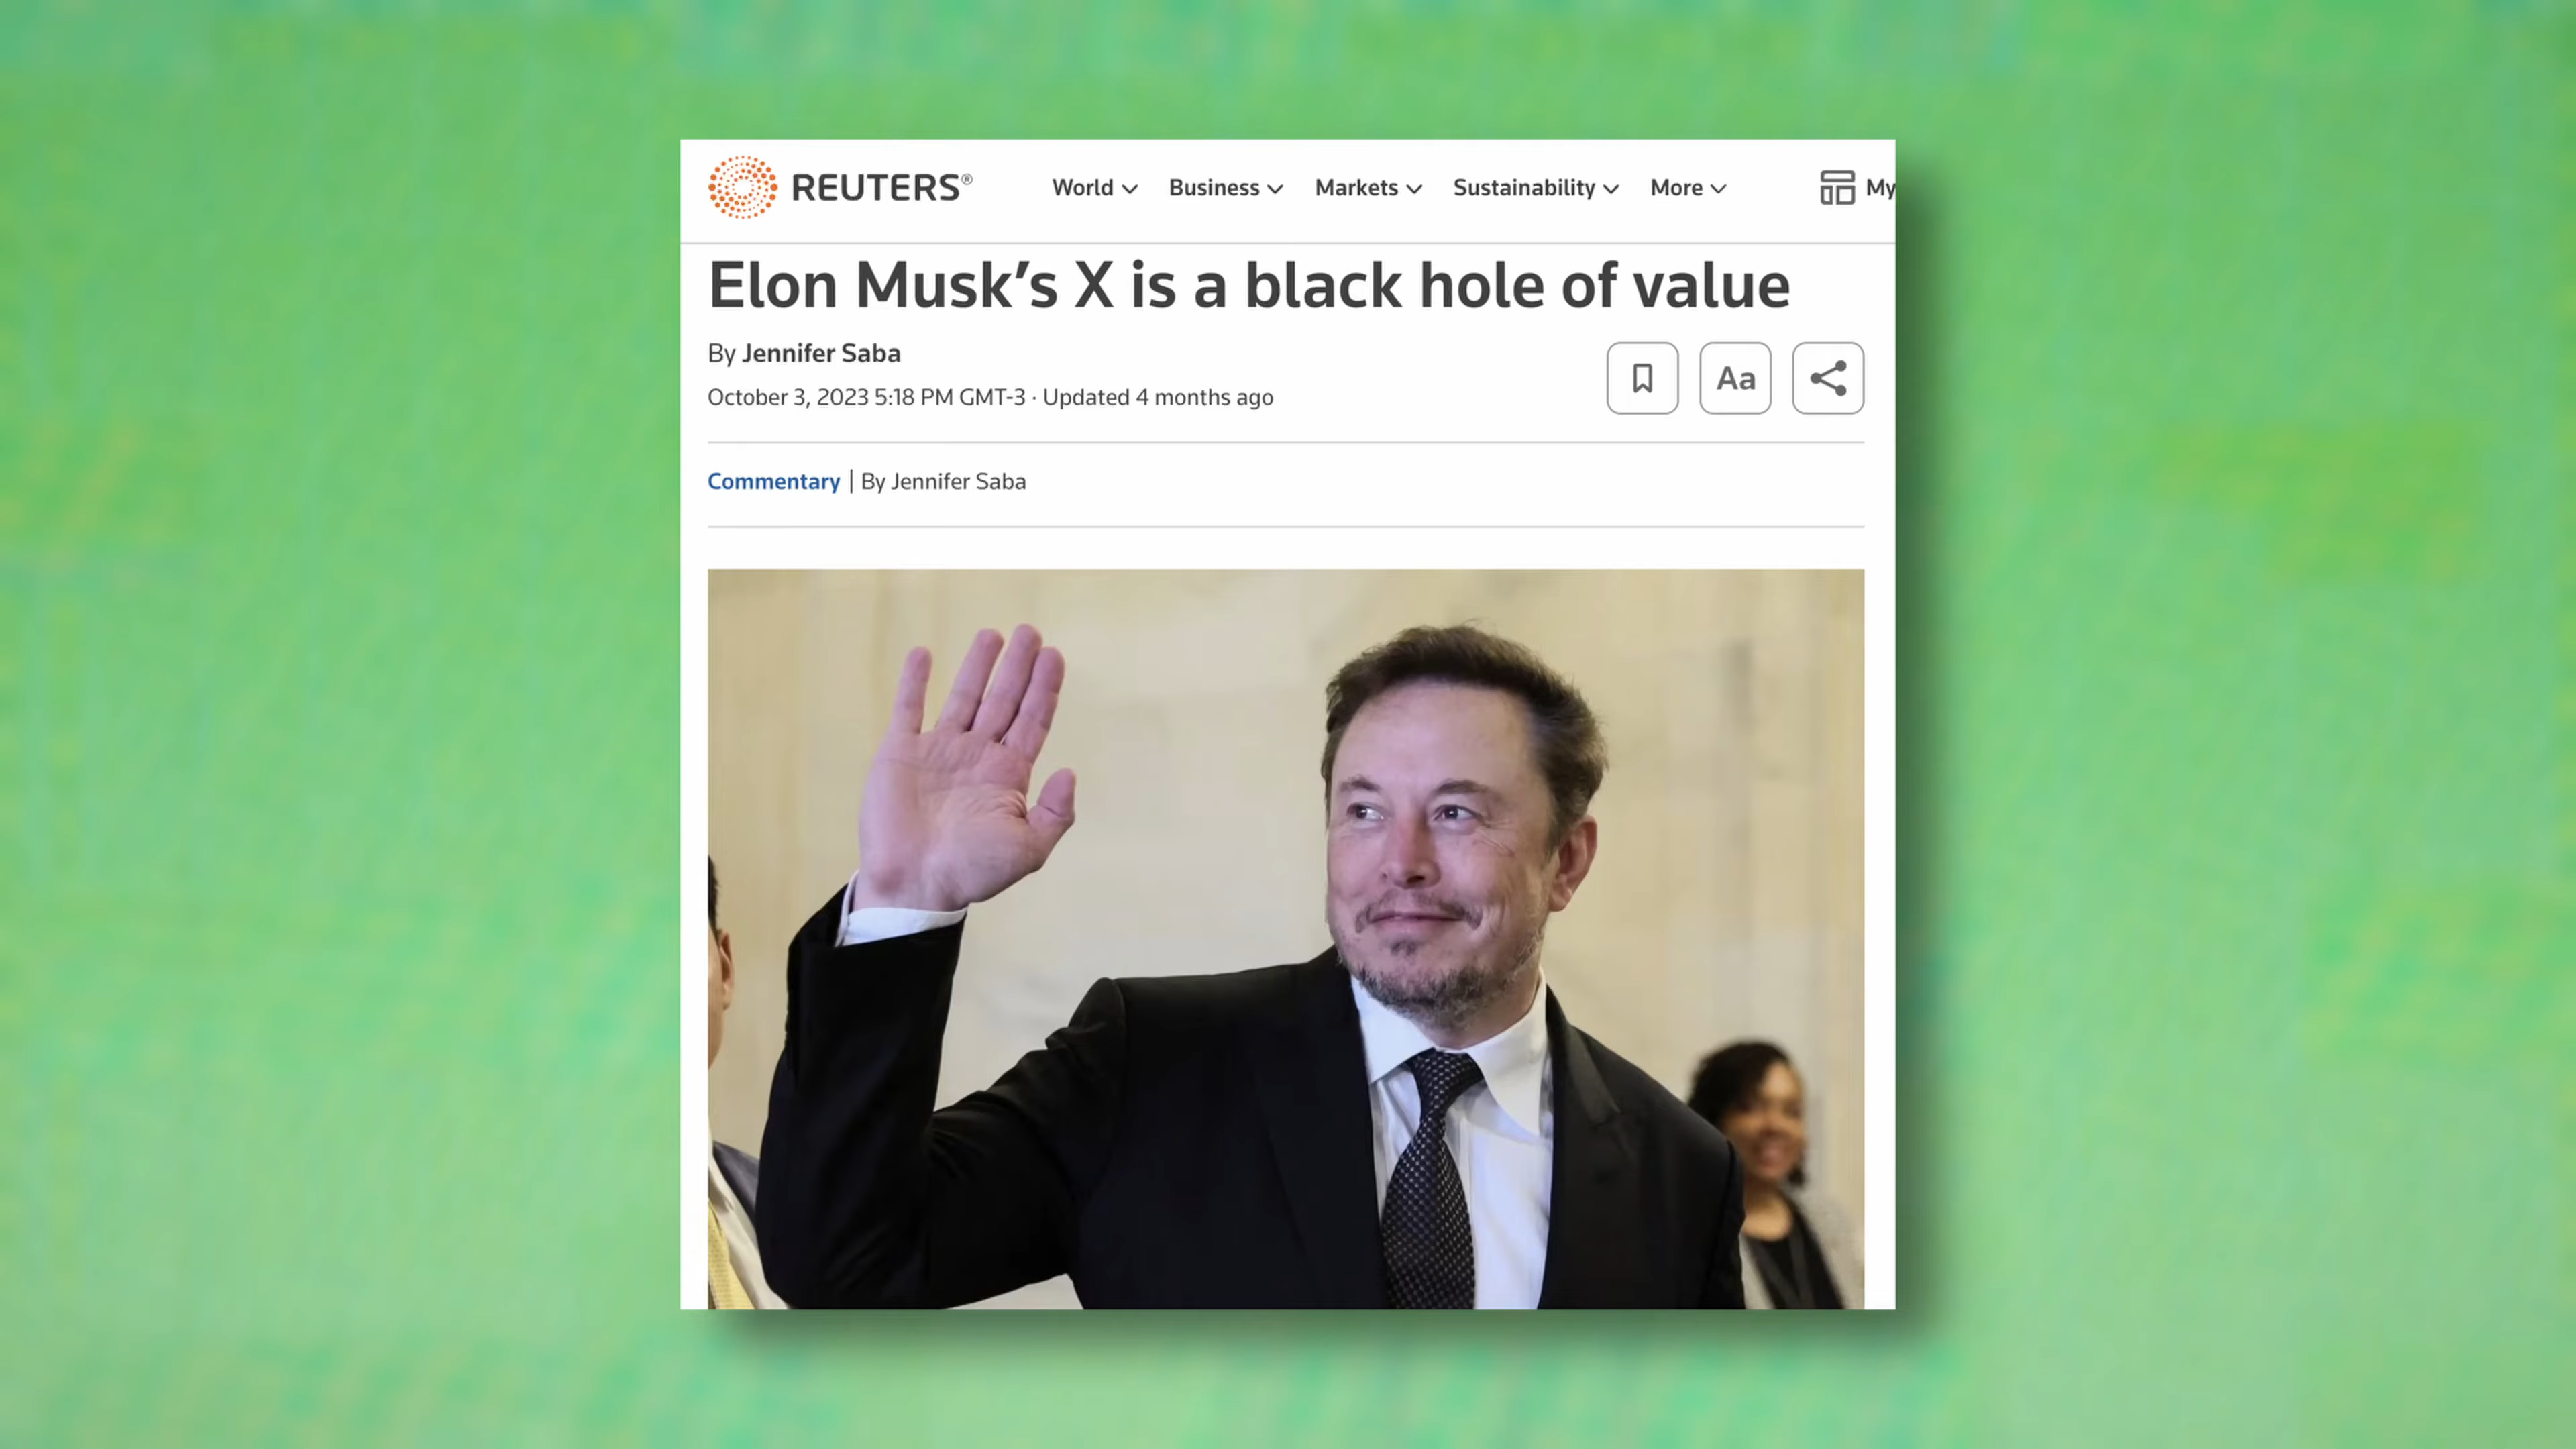 REUTERS®
World Business Markets Sustainability More My
Elon Musk’s X is a black hole of value
By Jennifer Saba
October 3, 2023 5:18 PM GMT-3 · Updated 4 months ago
Aa
Commentary | By Jennifer Saba